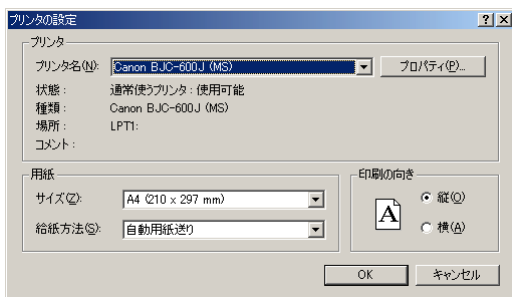 プリンタの設定
プリンタ
プリンタ名(N): Canon BJC-600J (MS) プロパティ(P)...
状態: 通常使うプリンタ:使用可能
種類: Canon BJC-600J (MS)
場所: LPT1:
コメント:
用紙
サイズ(Z): A4 (210 x 297 mm)
給紙方法(S): 自動用紙送り
印刷の向き
A
縦(O)
横(A)
OK キャンセル